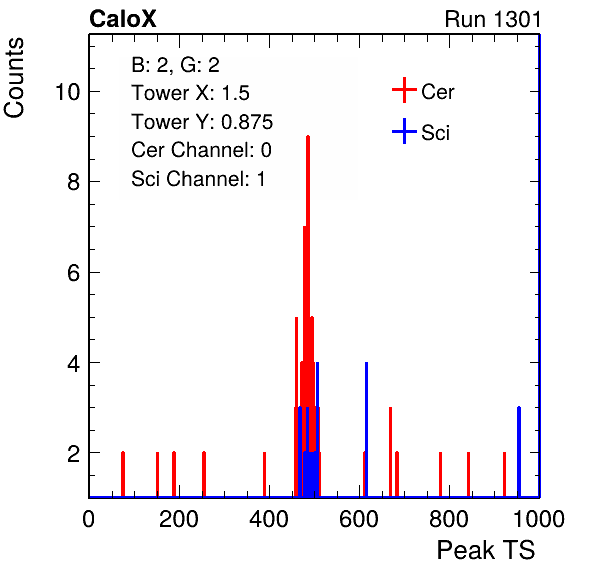 CaloX Run 1301
Counts
B: 2, G: 2
Tower X: 1.5
Tower Y: 0.875
Cer Channel: 0
Sci Channel: 1
Cer
Sci
10
8
6
4
2
0 200 400 600 800 1000
Peak TS